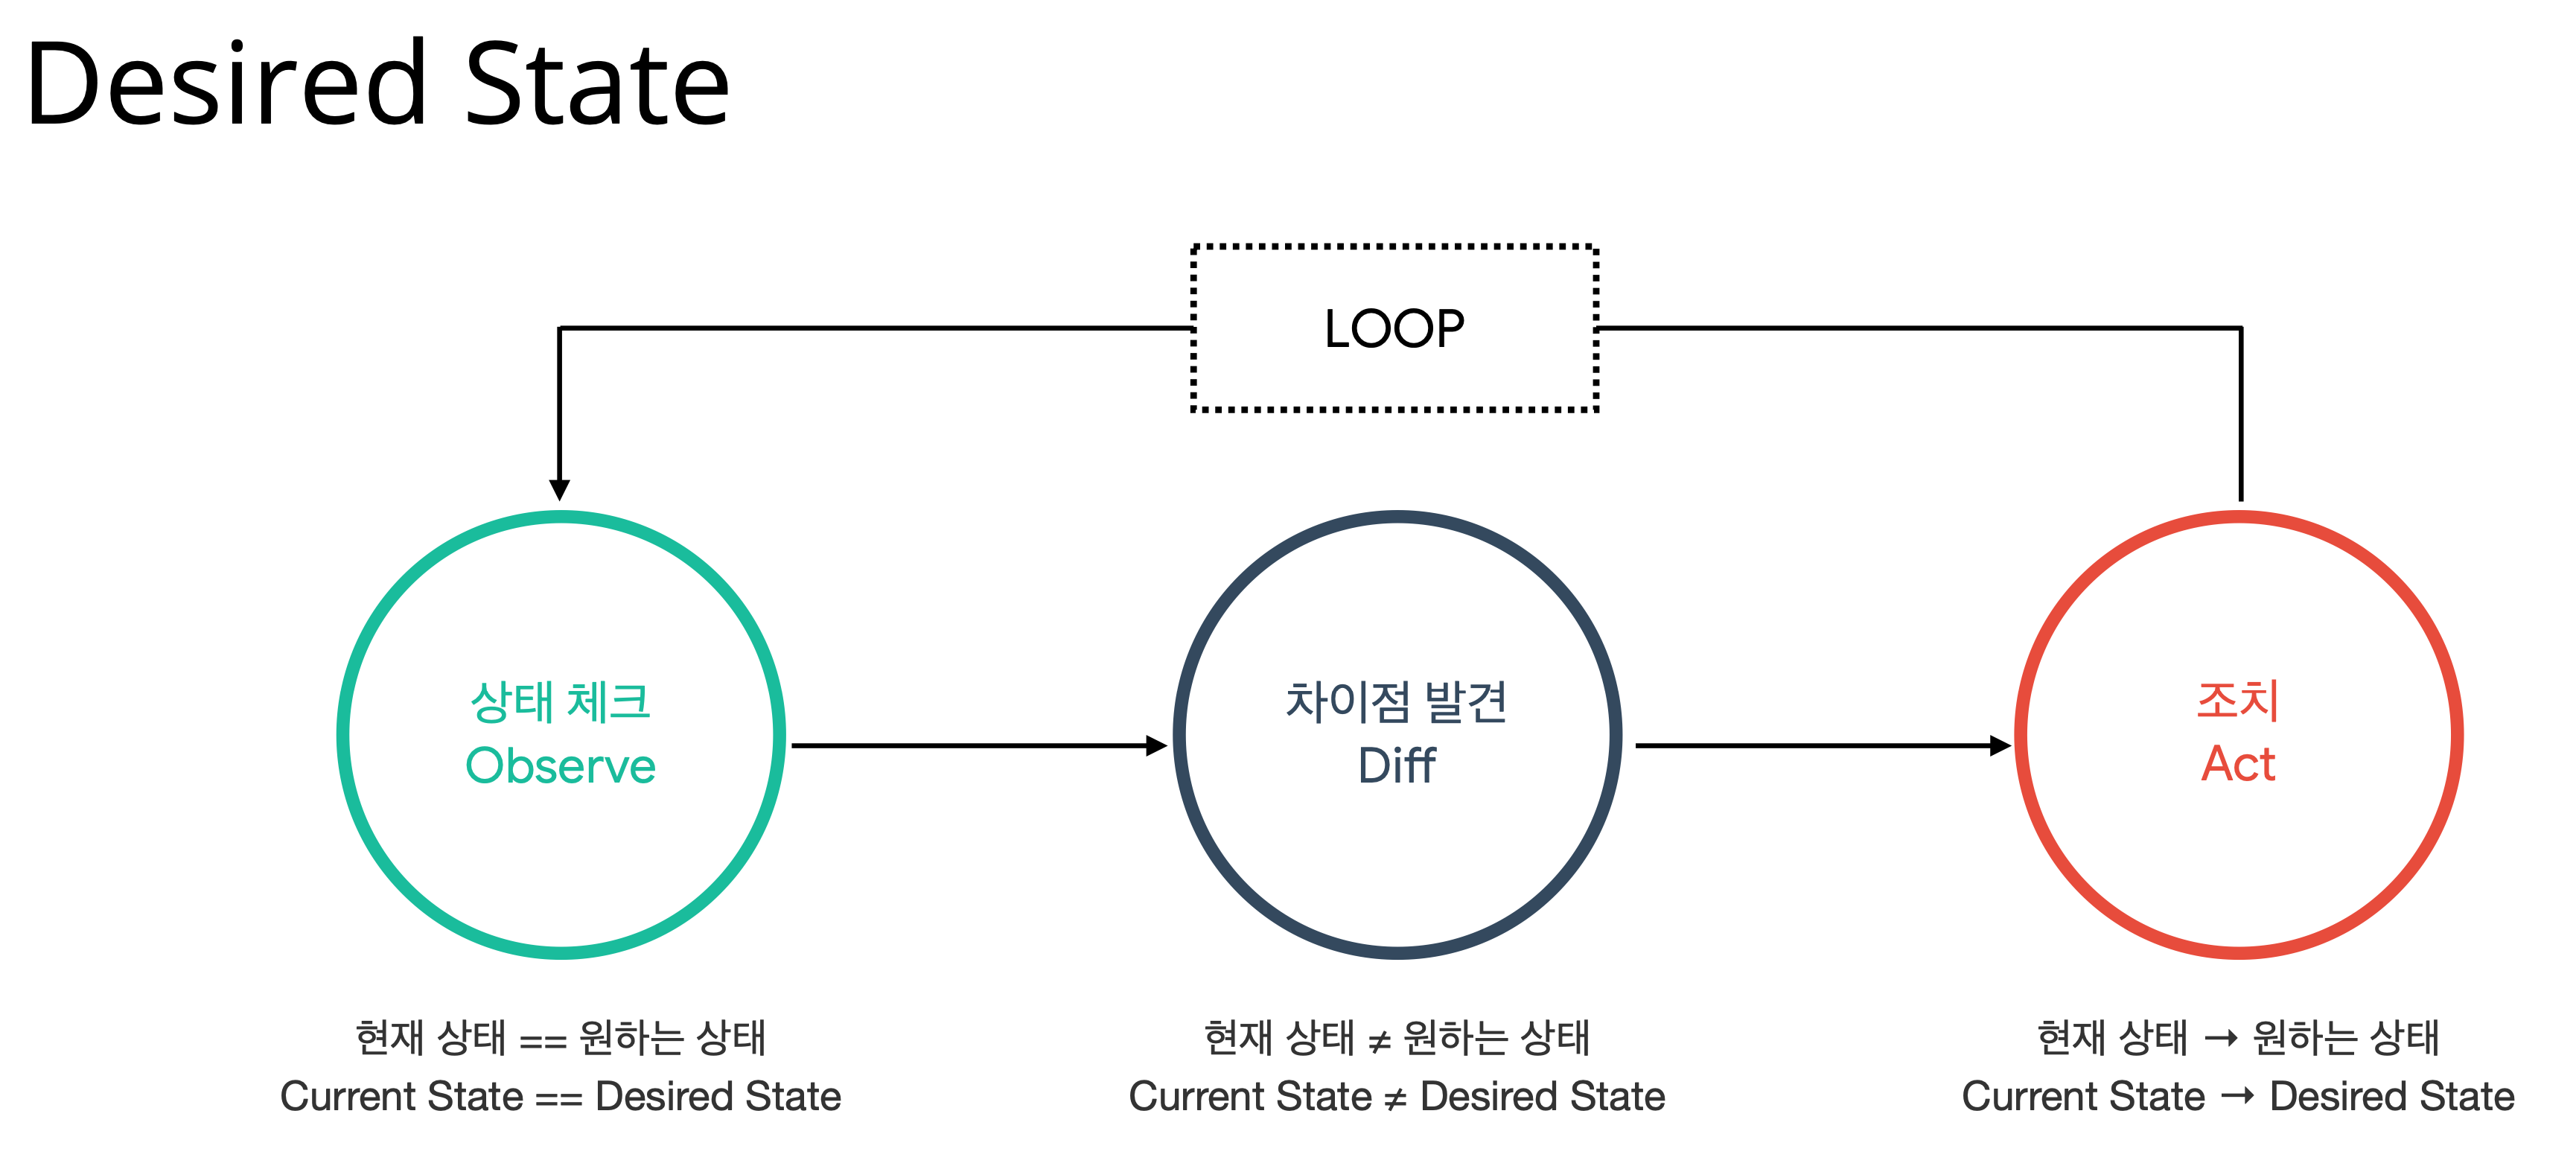 Desired State
LOOP
상태 체크
Observe
차이점 발견
Diff
조치
Act
현재 상태 == 원하는 상태
Current State == Desired State
현재 상태 ≠ 원하는 상태
Current State ≠ Desired State
현재 상태 → 원하는 상태
Current State → Desired State